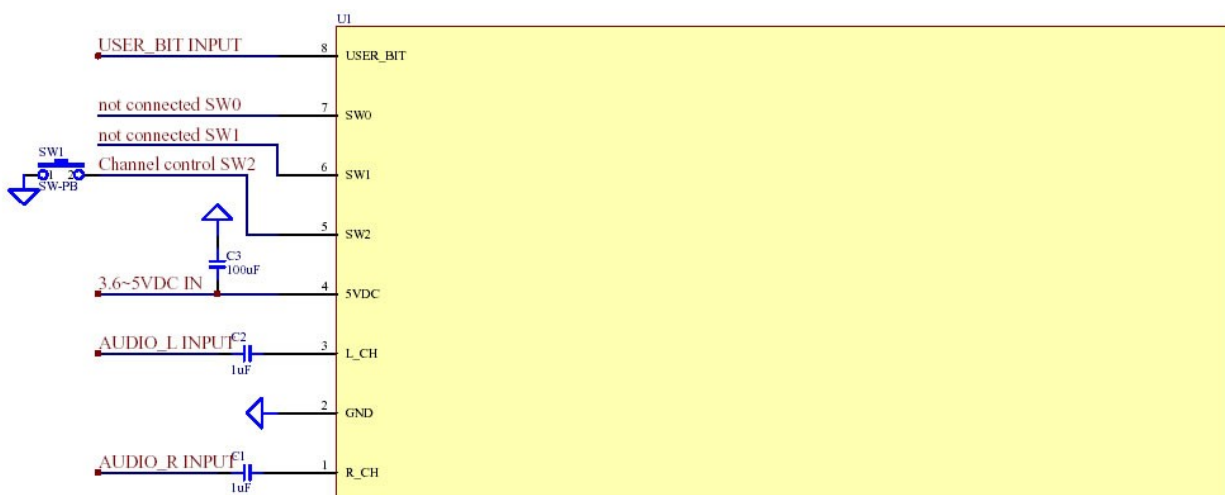 U1
USER_BIT INPUT 8 USER_BIT
not connected SW0 7 SW0
not connected SW1
SW1 Channel control SW2 6 SW1
1 2
SW-PB
5 SW2
C3
100uF
3.6~5VDC IN 4 5VDC
AUDIO_L INPUT C2 3 L_CH
1uF
2 GND
AUDIO_R INPUT C1 1 R_CH
1uF